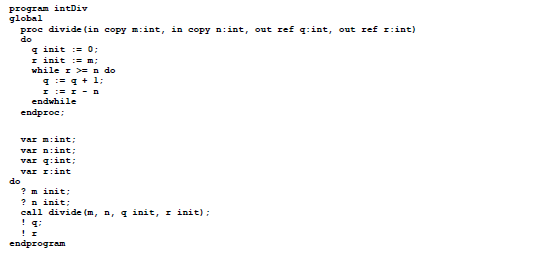 program intDiv
global
  proc divide(in copy m:int, in copy n:int, out ref q:int, out ref r:int)
  do
    q init := 0;
    r init := m;
    while r >= n do
      q := q + 1;
      r := r - n
    endwhile
  endproc;

  var m:int;
  var n:int;
  var q:int;
  var r:int
do
  ? m init;
  ? n init;
  call divide(m, n, q init, r init);
  ! q;
  ! r
endprogram